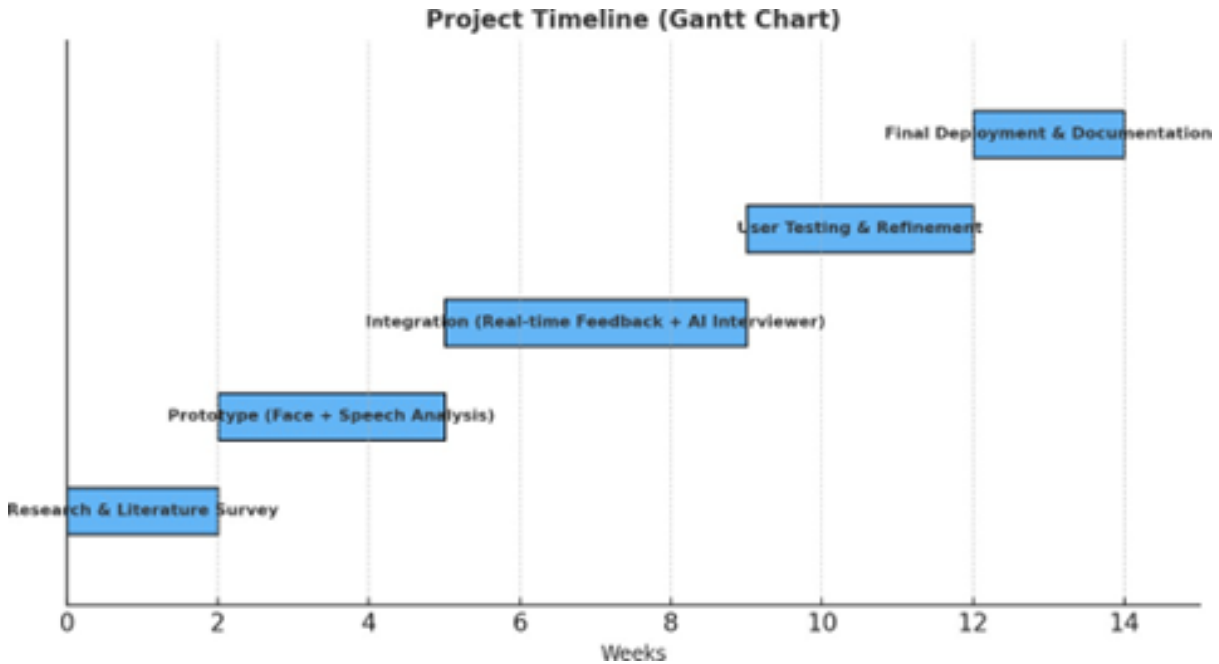 Project Timeline (Gantt Chart)
Final Deployment & Documentation
User Testing & Refinement
Integration (Real-time Feedback + AI Interviewer)
Prototype (Face + Speech Analysis)
Research & Literature Survey
0 2 4 6 8 10 12 14
Weeks